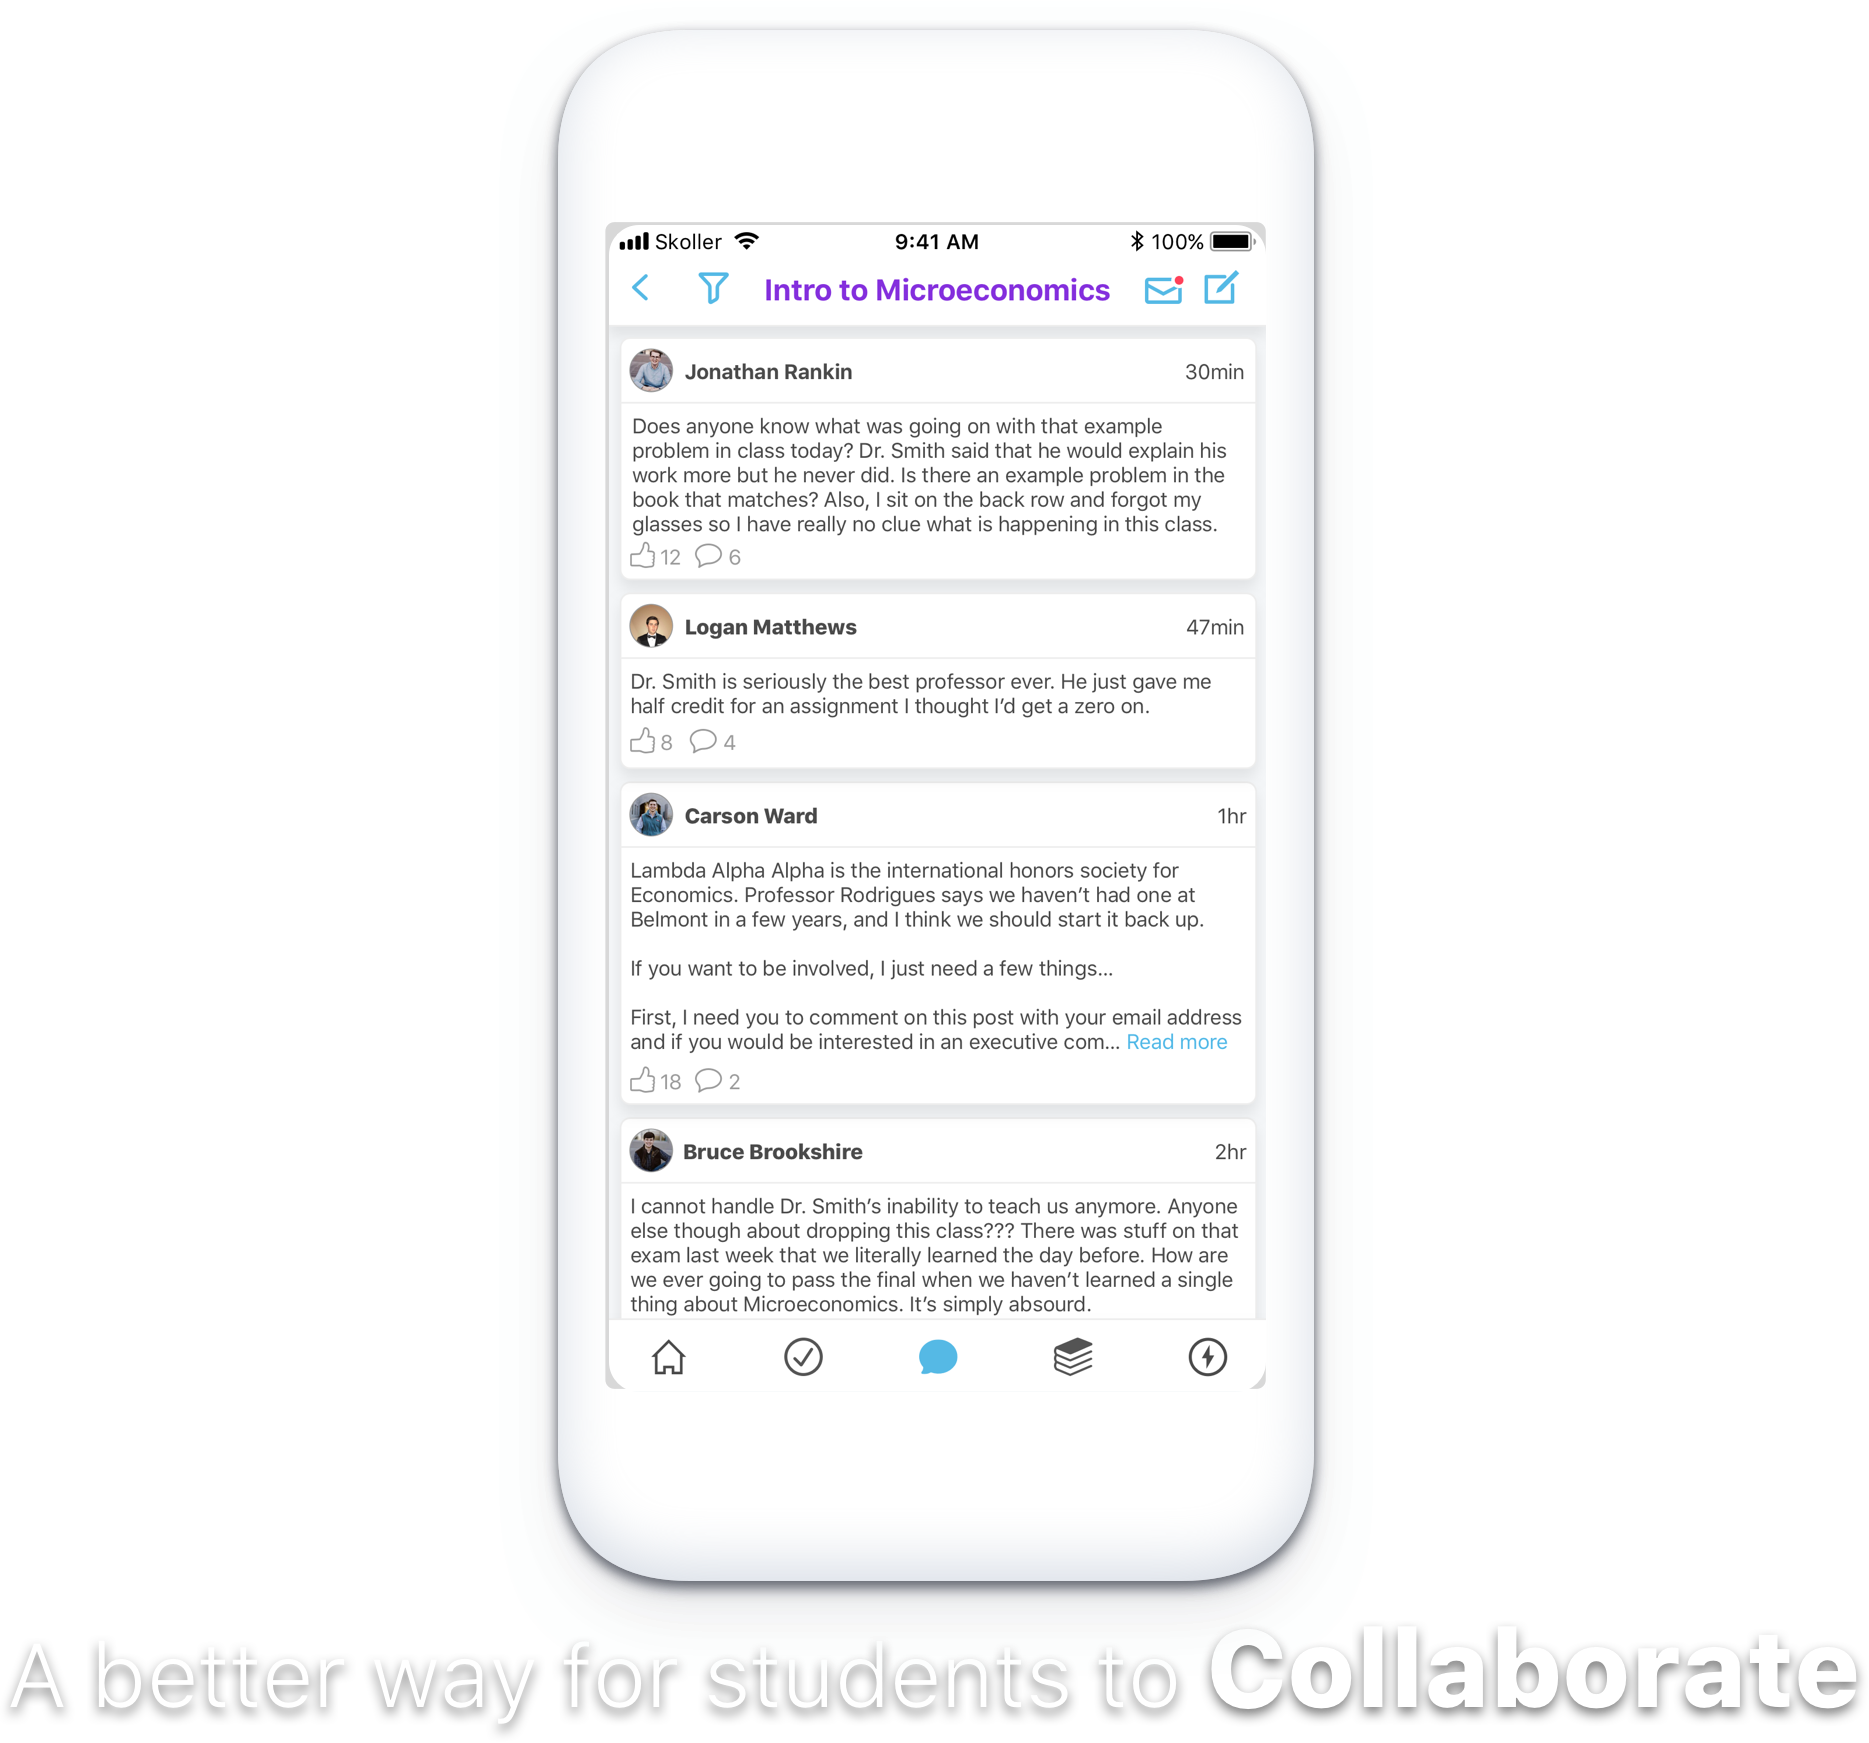 Skoller 9:41 AM 100%
Intro to Microeconomics
Jonathan Rankin 30min
Does anyone know what was going on with that example
problem in class today? Dr. Smith said that he would explain his
work more but he never did. Is there an example problem in the
book that matches? Also, I sit on the back row and forgot my
glasses so I have really no clue what is happening in this class.
12 6
Logan Matthews 47min
Dr. Smith is seriously the best professor ever. He just gave me
half credit for an assignment I thought I’d get a zero on.
8 4
Carson Ward 1hr
Lambda Alpha Alpha is the international honors society for
Economics. Professor Rodrigues says we haven’t had one at
Belmont in a few years, and I think we should start it back up.
If you want to be involved, I just need a few things...
First, I need you to comment on this post with your email address
and if you would be interested in an executive com... Read more
18 2
Bruce Brookshire 2hr
I cannot handle Dr. Smith’s inability to teach us anymore. Anyone
else though about dropping this class??? There was stuff on that
exam last week that we literally learned the day before. How are
we ever going to pass the final when we haven’t learned a single
thing about Microeconomics. It’s simply absourd.
A better way for students to Collaborate